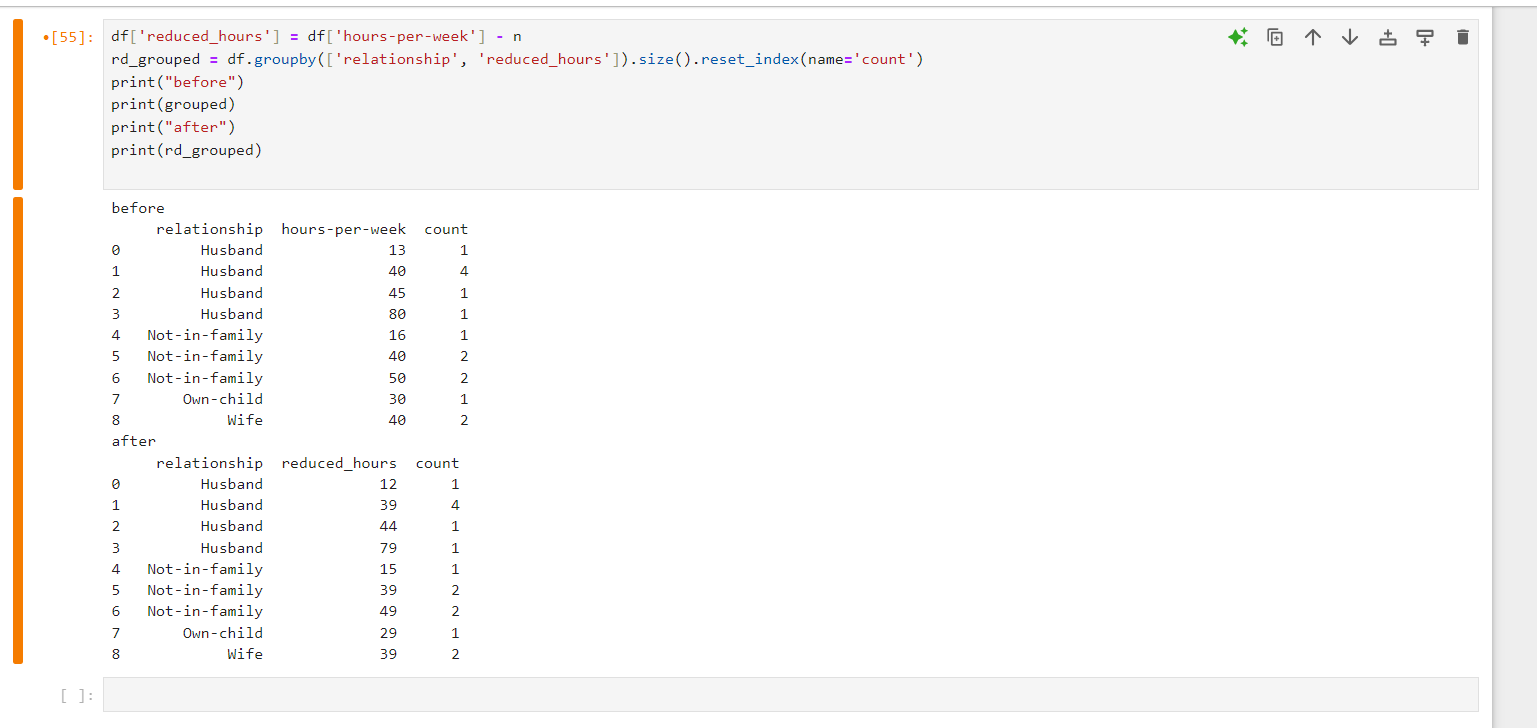 •[55]: df['reduced_hours'] = df['hours-per-week'] - n
rd_grouped = df.groupby(['relationship', 'reduced_hours']).size().reset_index(name='count')
print("before")
print(grouped)
print("after")
print(rd_grouped)
before
relationship hours-per-week count
0 Husband 13 1
1 Husband 40 4
2 Husband 45 1
3 Husband 80 1
4 Not-in-family 16 1
5 Not-in-family 40 2
6 Not-in-family 50 2
7 Own-child 30 1
8 Wife 40 2
after
relationship reduced_hours count
0 Husband 12 1
1 Husband 39 4
2 Husband 44 1
3 Husband 79 1
4 Not-in-family 15 1
5 Not-in-family 39 2
6 Not-in-family 49 2
7 Own-child 29 1
8 Wife 39 2
[ ]: